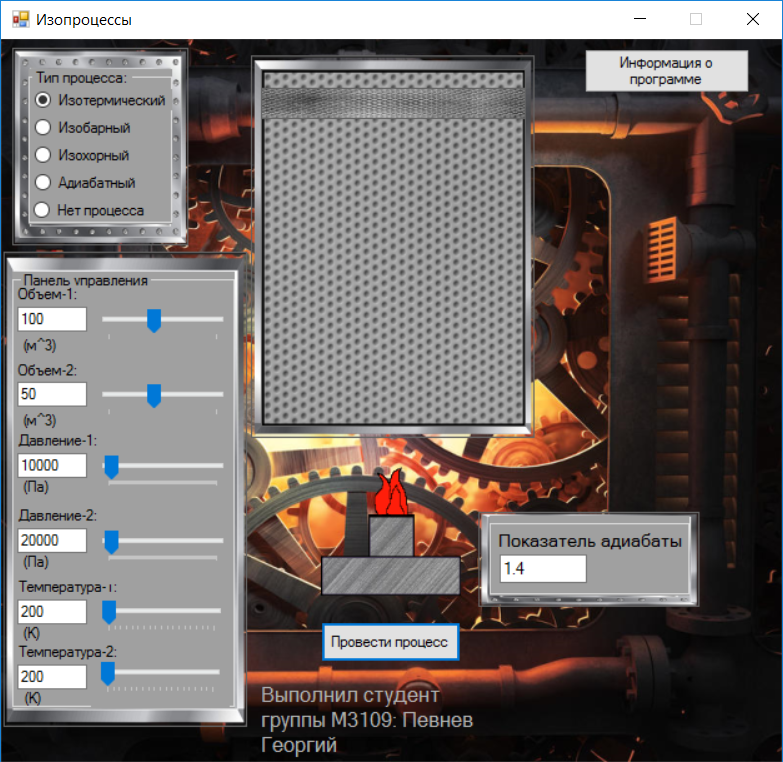 Изопроцессы
Информация о
программе
Тип процесса:
Изотермический
Изобарный
Изохорный
Адиабатный
Нет процесса
Панель управления
Объем-1:
100
(м^3)
Объем-2:
50
(м^3)
Давление-1:
10000
(Па)
Давление-2:
20000
(Па)
Температура-1:
200
(К)
Температура-2:
200
(К)
Показатель адиабаты
1.4
Провести процесс
Выполнил студент
группы М3109: Певнев
Георгий